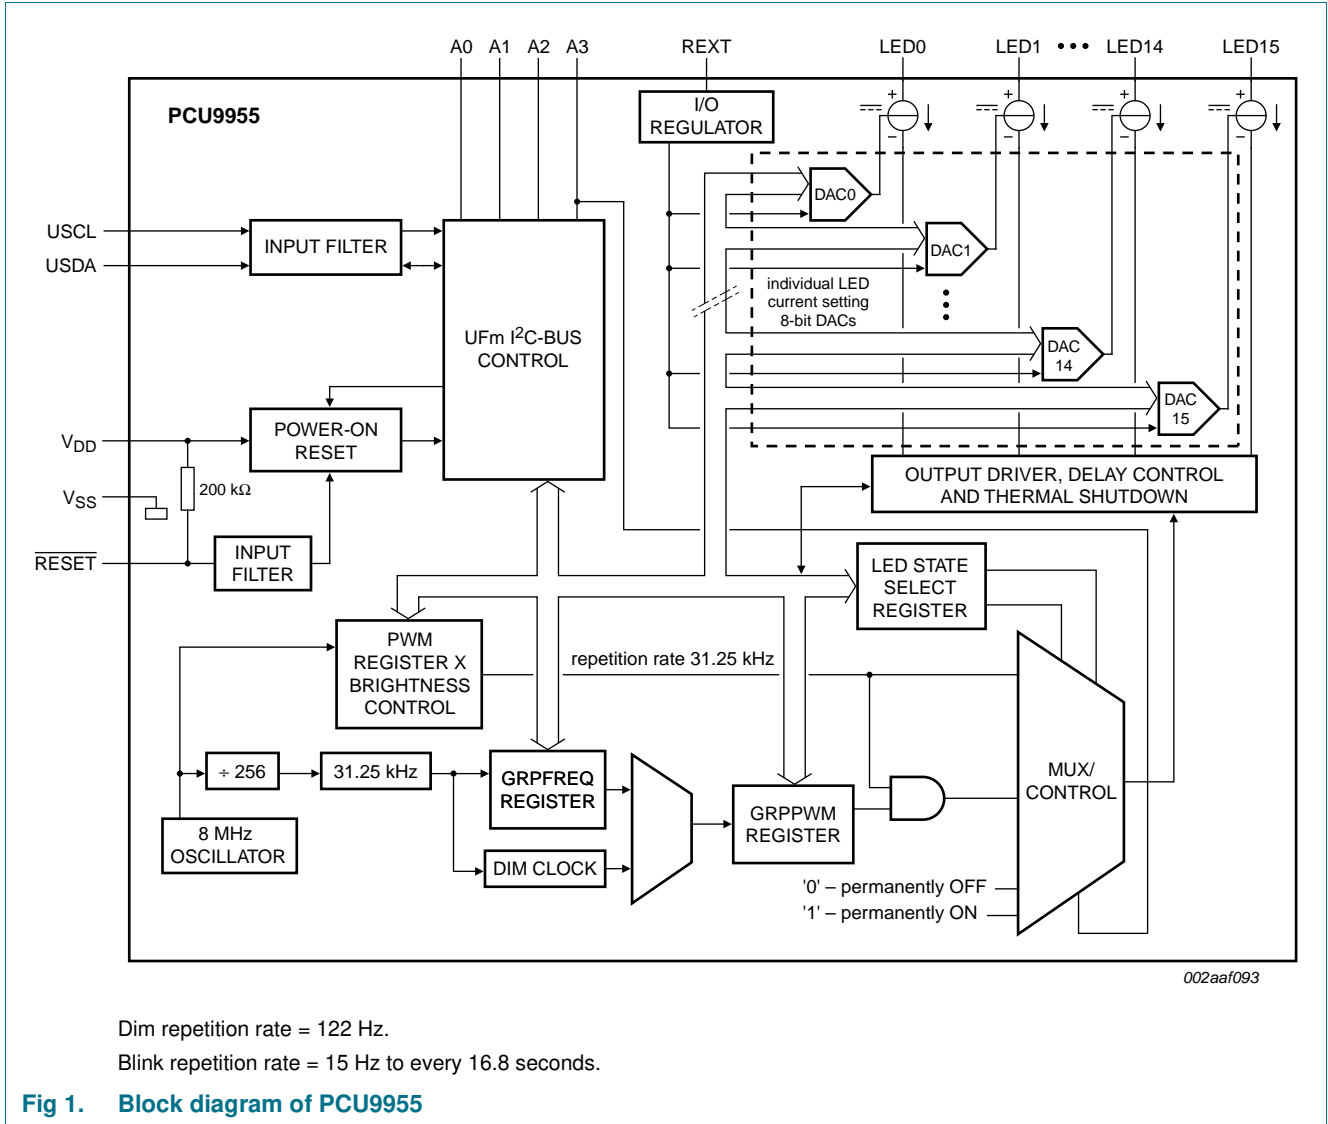 A0 A1 A2 A3 REXT LED0 LED1 ••• LED14 LED15
PCU9955
I/O
REGULATOR
+ + + +
− − − −
DAC0
USCL
USDA
INPUT FILTER
DAC1
individual LED
current setting
8-bit DACs
UFm I²C-BUS
CONTROL
DAC
14
DAC
15
VDD
POWER-ON
RESET
200 kΩ
VSS
OUTPUT DRIVER, DELAY CONTROL
AND THERMAL SHUTDOWN
RESET
INPUT
FILTER
LED STATE
SELECT
REGISTER
PWM
REGISTER X
BRIGHTNESS
CONTROL
repetition rate 31.25 kHz
÷ 256
31.25 kHz
GRPFREQ
REGISTER
MUX/
CONTROL
GRPPWM
REGISTER
8 MHz
OSCILLATOR
DIM CLOCK
'0' – permanently OFF
'1' – permanently ON
002aaf093
Dim repetition rate = 122 Hz.
Blink repetition rate = 15 Hz to every 16.8 seconds.
Fig 1. Block diagram of PCU9955